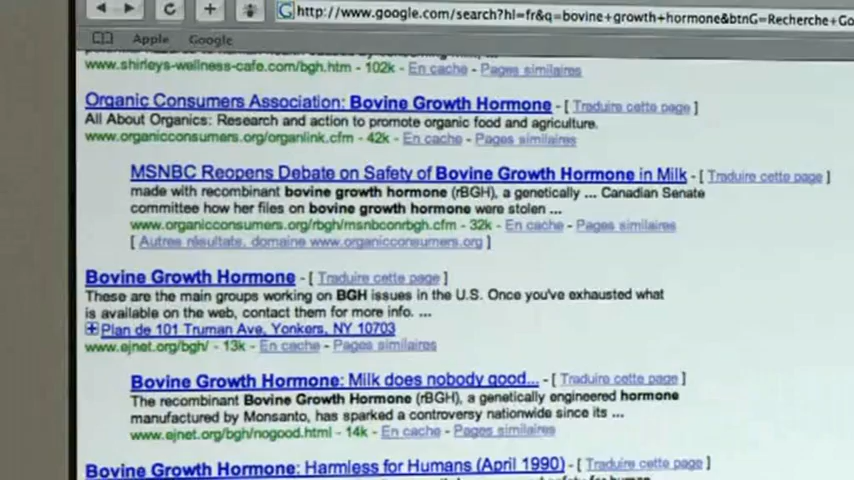 http://www.google.com/search?hl=fr&q=bovine+growth+hormone&btnG=Recherche+Go
Apple Google
www.shirleys-wellness-cafe.com/bgh.htm - 102k - En cache - Pages similaires
Organic Consumers Association: Bovine Growth Hormone - [ Traduire cette page ]
All About Organics: Research and action to promote organic food and agriculture.
www.organicconsumers.org/organlink.cfm - 42k - En cache - Pages similaires
MSNBC Reopens Debate on Safety of Bovine Growth Hormone in Milk - [ Traduire cette page ]
made with recombinant bovine growth hormone (rBGH), a genetically ... Canadian Senate
committee how her files on bovine growth hormone were stolen ...
www.organicconsumers.org/rbgh/msnbconrbgh.cfm - 32k - En cache - Pages similaires
[ Autres résultats, domaine www.organicconsumers.org ]
Bovine Growth Hormone - [ Traduire cette page ]
These are the main groups working on BGH issues in the U.S. Once you've exhausted what
is available on the web, contact them for more info. ...
Plan de 101 Truman Ave, Yonkers, NY 10703
www.ejnet.org/bgh/ - 13k - En cache - Pages similaires
Bovine Growth Hormone: Milk does nobody good... - [ Traduire cette page ]
The recombinant Bovine Growth Hormone (rBGH), a genetically engineered hormone
manufactured by Monsanto, has sparked a controversy nationwide since its ...
www.ejnet.org/bgh/nogood.html - 14k - En cache - Pages similaires
Bovine Growth Hormone: Harmless for Humans (April 1990) - [ Traduire cette page ]